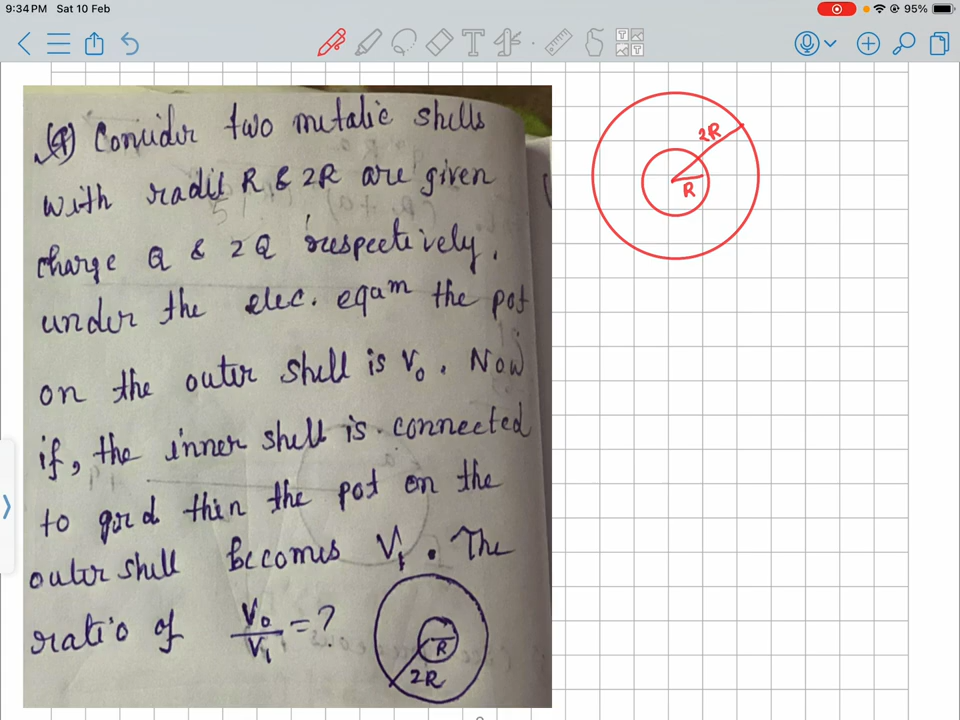 9:34 PM Sat 10 Feb
95%
(Q) Consider two metalic shells
with radii R & 2R are given
charge Q & 2Q respectively.
under the elec. eqam the pot
on the outer shell is V₀. Now
if, the inner shell is connected
to grd then the pot on the
outer shell becomes V₁. The
ratio of V₀/V₁ = ?
R
2R
2R
R